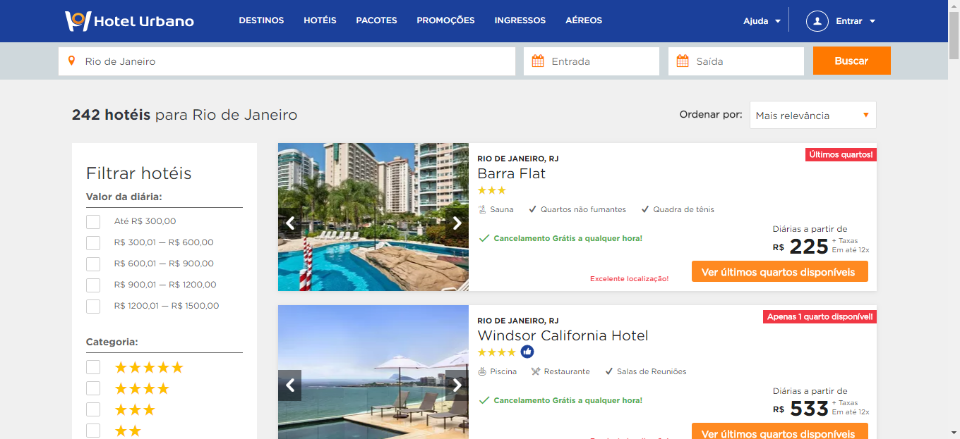 Hotel Urbano
DESTINOS HOTÉIS PACOTES PROMOÇÕES INGRESSOS AÉREOS
Ajuda
Entrar
Rio de Janeiro
Entrada
Saída
Buscar
242 hotéis para Rio de Janeiro
Ordenar por:
Mais relevância
Filtrar hotéis
Valor da diária:
Até R$ 300,00
R$ 300,01 — R$ 600,00
R$ 600,01 — R$ 900,00
R$ 900,01 — R$ 1200,00
R$ 1200,01 — R$ 1500,00
Categoria:
Últimos quartos!
RIO DE JANEIRO, RJ
Barra Flat
Sauna
Quartos não fumantes
Quadra de tênis
Cancelamento Grátis a qualquer hora!
Diárias a partir de
R$ 225 + Taxas
Em até 12x
Excelente localização!
Ver últimos quartos disponíveis
Apenas 1 quarto disponível!
RIO DE JANEIRO, RJ
Windsor California Hotel
Piscina
Restaurante
Salas de Reuniões
Cancelamento Grátis a qualquer hora!
Diárias a partir de
R$ 533 + Taxas
Em até 12x
Ver últimos quartos disponíveis